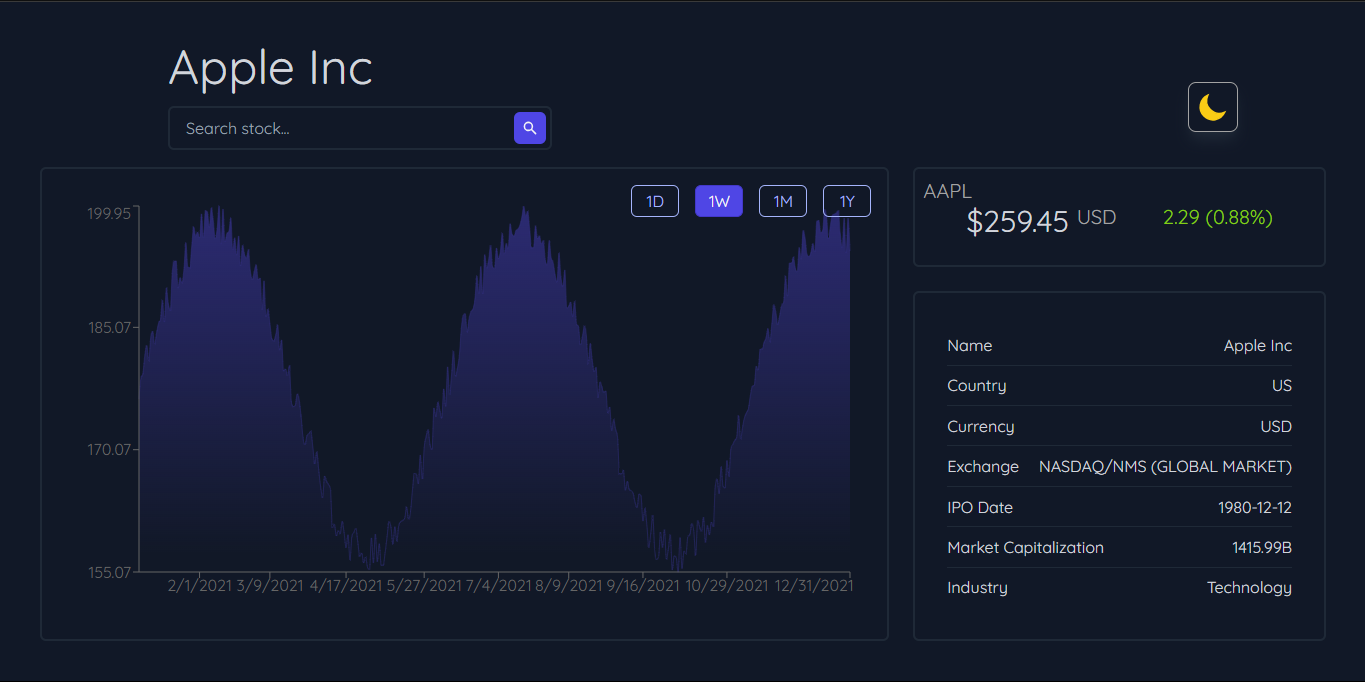 Apple Inc
Search stock...
1D 1W 1M 1Y
199.95
185.07
170.07
155.07
2/1/2021 3/9/2021 4/17/2021 5/27/2021 7/4/2021 8/9/2021 9/16/2021 10/29/2021 12/31/2021
AAPL
$259.45 USD 2.29 (0.88%)
Name Apple Inc
Country US
Currency USD
Exchange NASDAQ/NMS (GLOBAL MARKET)
IPO Date 1980-12-12
Market Capitalization 1415.99B
Industry Technology